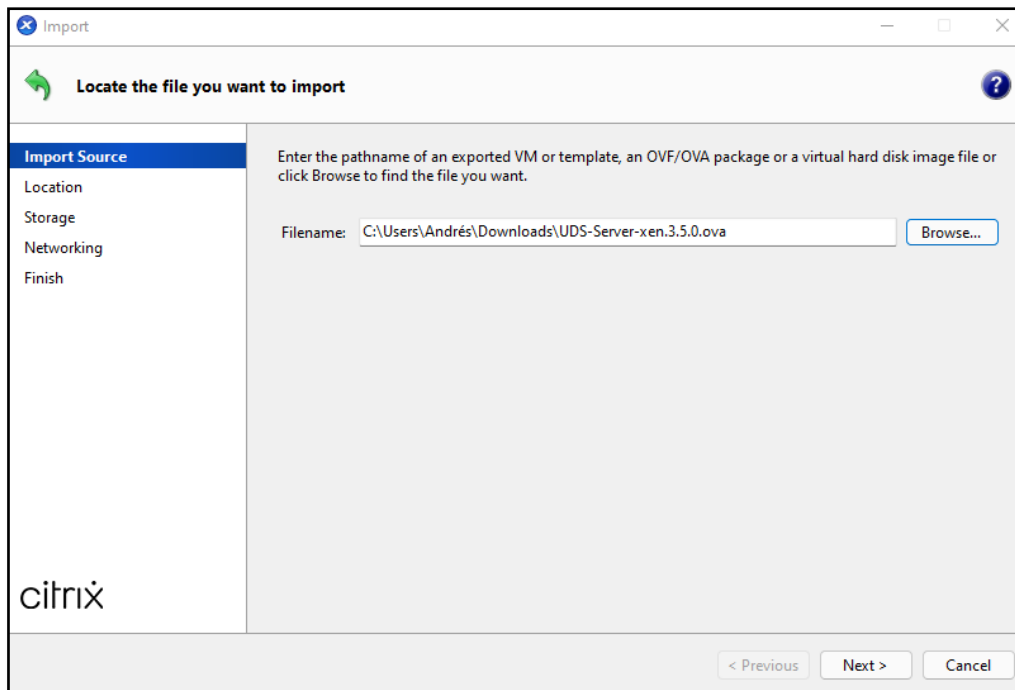 Import
Locate the file you want to import
?
Import Source
Location
Storage
Networking
Finish
Enter the pathname of an exported VM or template, an OVF/OVA package or a virtual hard disk image file or
click Browse to find the file you want.
Filename: C:\Users\Andrés\Downloads\UDS-Server-xen.3.5.0.ova Browse...
citrix
< Previous Next > Cancel